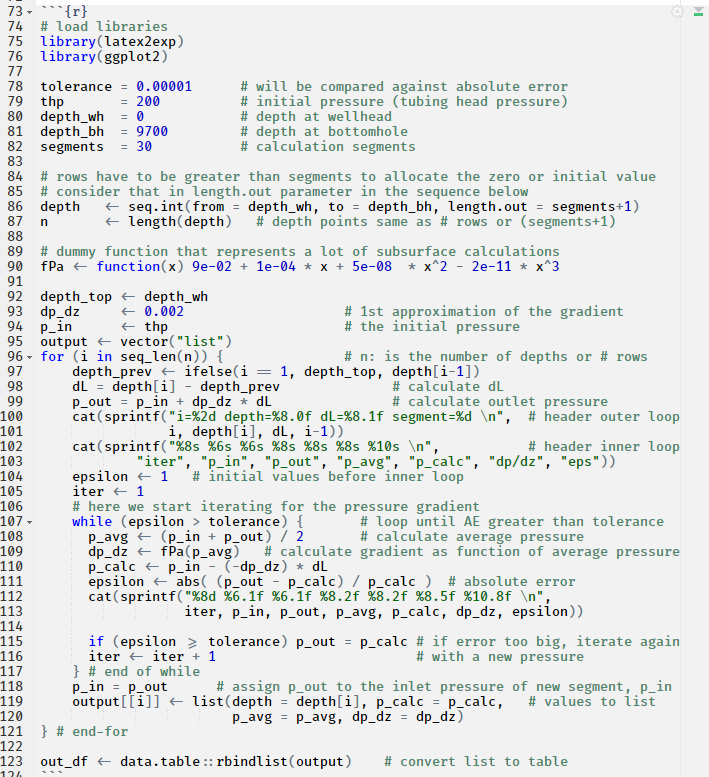 73 ```{r}
74 # load libraries
75 library(latex2exp)
76 library(ggplot2)
77
78 tolerance = 0.00001      # will be compared against absolute error
79 thp       = 200          # initial pressure (tubing head pressure)
80 depth_wh  = 0            # depth at wellhead
81 depth_bh  = 9700         # depth at bottomhole
82 segments  = 30           # calculation segments
83
84 # rows have to be greater than segments to allocate the zero or initial value
85 # consider that in length.out parameter in the sequence below
86 depth   <- seq.int(from = depth_wh, to = depth_bh, length.out = segments+1)
87 n       <- length(depth)   # depth points same as # rows or (segments+1)
88
89 # dummy function that represents a lot of subsurface calculations
90 fPa <- function(x) 9e-02 + 1e-04 * x + 5e-08  * x^2 - 2e-11 * x^3
91
92 depth_top <- depth_wh
93 dp_dz     <- 0.002                    # 1st approximation of the gradient
94 p_in      <- thp                      # the initial pressure
95 output <- vector("list")
96 for (i in seq_len(n)) {               # n: is the number of depths or # rows
97     depth_prev <- ifelse(i == 1, depth_top, depth[i-1])
98     dL = depth[i] - depth_prev              # calculate dL
99     p_out = p_in + dp_dz * dL               # calculate outlet pressure
100     cat(sprintf("i=%2d depth=%8.0f dL=%8.1f segment=%d \n",  # header outer loop
101                 i, depth[i], dL, i-1))
102     cat(sprintf("%8s %6s %6s %8s %8s %8s %10s \n",           # header inner loop
103             "iter", "p_in", "p_out", "p_avg", "p_calc", "dp/dz", "eps"))
104     epsilon <- 1   # initial values before inner loop
105     iter <- 1
106     # here we start iterating for the pressure gradient
107     while (epsilon > tolerance) {       # loop until AE greater than tolerance
108       p_avg <- (p_in + p_out) / 2       # calculate average pressure
109       dp_dz <- fPa(p_avg)   # calculate gradient as function of average pressure
110       p_calc <- p_in - (-dp_dz) * dL
111       epsilon <- abs( (p_out - p_calc) / p_calc )  # absolute error
112       cat(sprintf("%8d %6.1f %6.1f %8.2f %8.2f %8.5f %10.8f \n",
113                   iter, p_in, p_out, p_avg, p_calc, dp_dz, epsilon))
114
115       if (epsilon >= tolerance) p_out = p_calc # if error too big, iterate again
116       iter <- iter + 1                         # with a new pressure
117     } # end of while
118     p_in = p_out      # assign p_out to the inlet pressure of new segment, p_in
119     output[[i]] <- list(depth = depth[i], p_calc = p_calc,   # values to list
120                         p_avg = p_avg, dp_dz = dp_dz)
121 } # end-for
122
123 out_df <- data.table::rbindlist(output)    # convert list to table
124 ```